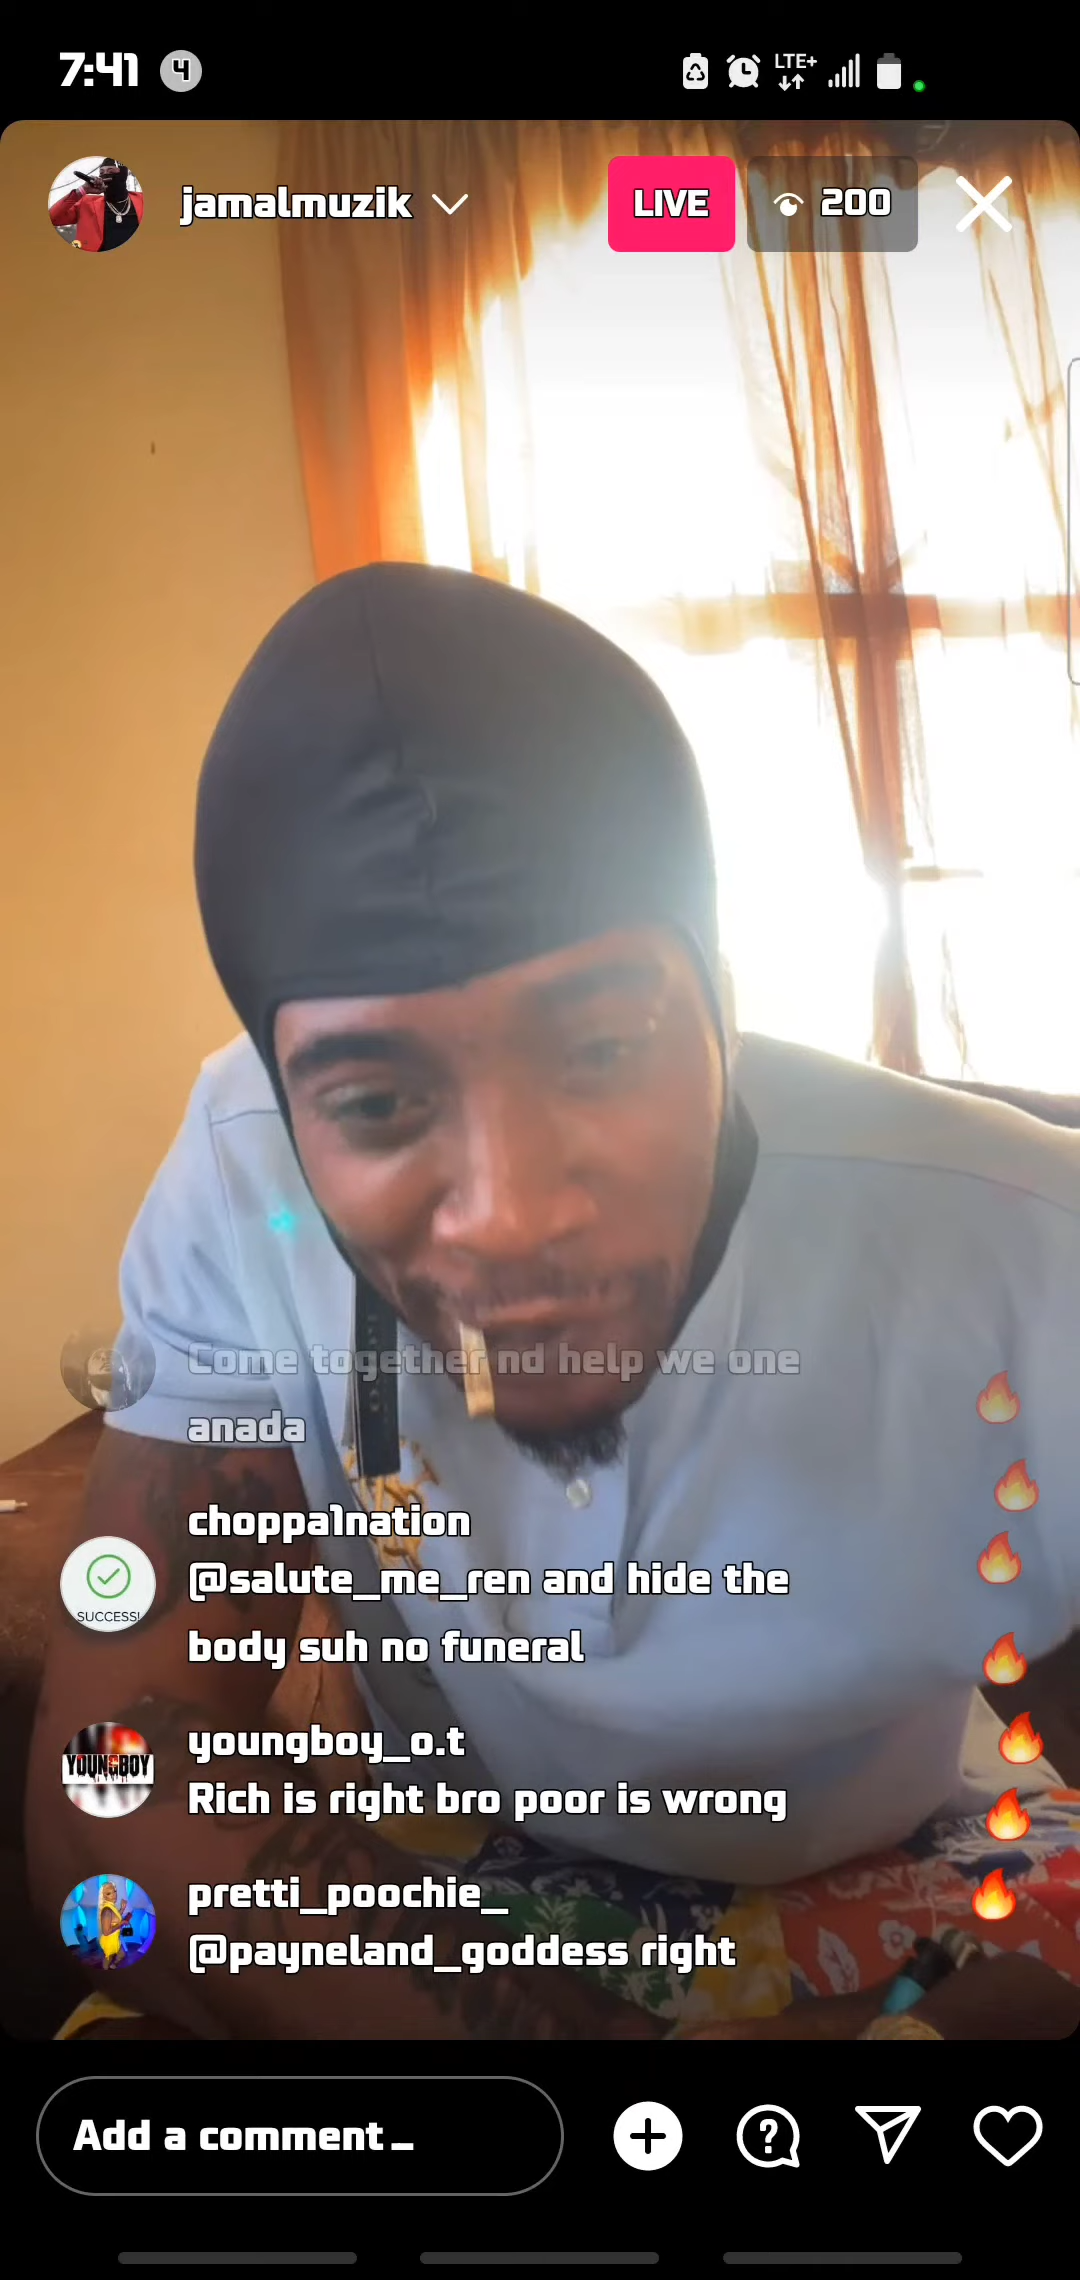 7:41 4 LTE+
jamalmuzik LIVE 200
Come together nd help we one
anada
choppa1nation
@salute_me_ren and hide the
body suh no funeral
SUCCESS!
youngboy_o.t
YOUNGBOY
Rich is right bro poor is wrong
pretti_poochie_
@payneland_goddess right
Add a comment...